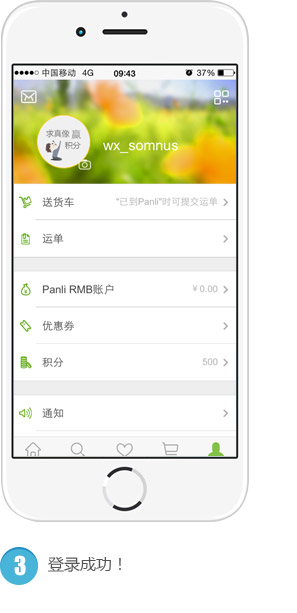 中国移动 4G 09:43 37%
求真像 赢
积分
wx_somnus
送货车 "已到Panli"时可提交运单
运单
Panli RMB账户 ¥0.00
优惠券
积分 500
通知
3 登录成功！